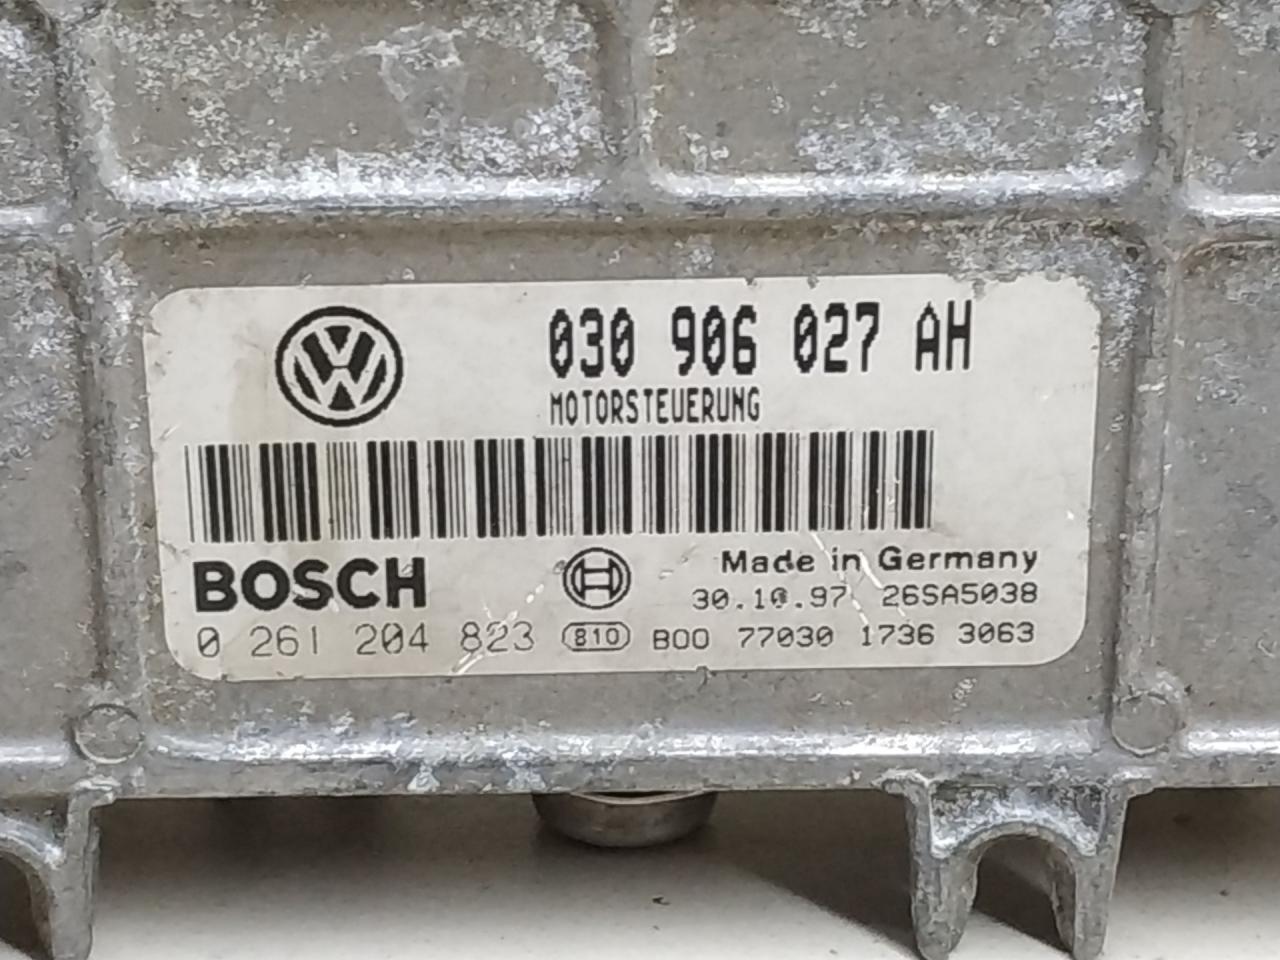 030 906 027 AH
MOTORSTEUERUNG
BOSCH
Made in Germany
30.10.97 26SA5038
0 261 204 823 810 B00 77030 1736 3063